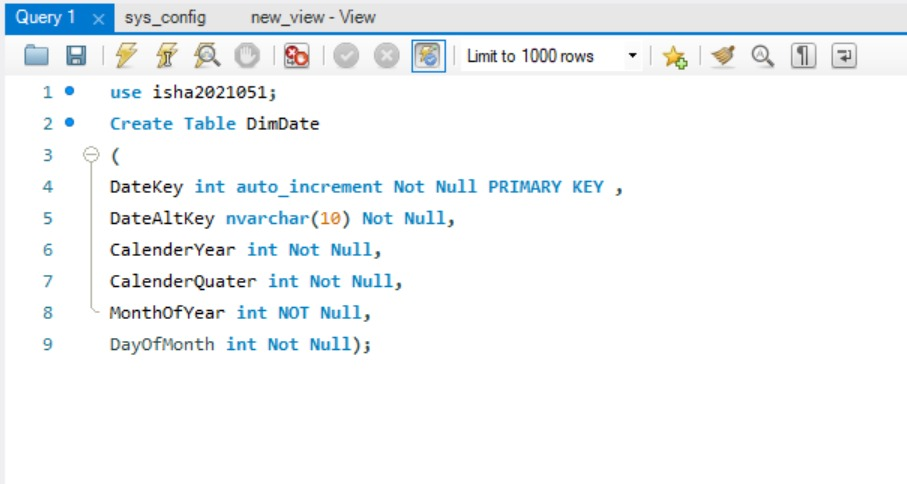 Query 1 sys_config new_view - View
Limit to 1000 rows
1 use isha2021051;
2 Create Table DimDate
3 (
4 DateKey int auto_increment Not Null PRIMARY KEY ,
5 DateAltKey nvarchar(10) Not Null,
6 CalenderYear int Not Null,
7 CalenderQuater int Not Null,
8 MonthOfYear int NOT Null,
9 DayOfMonth int Not Null);